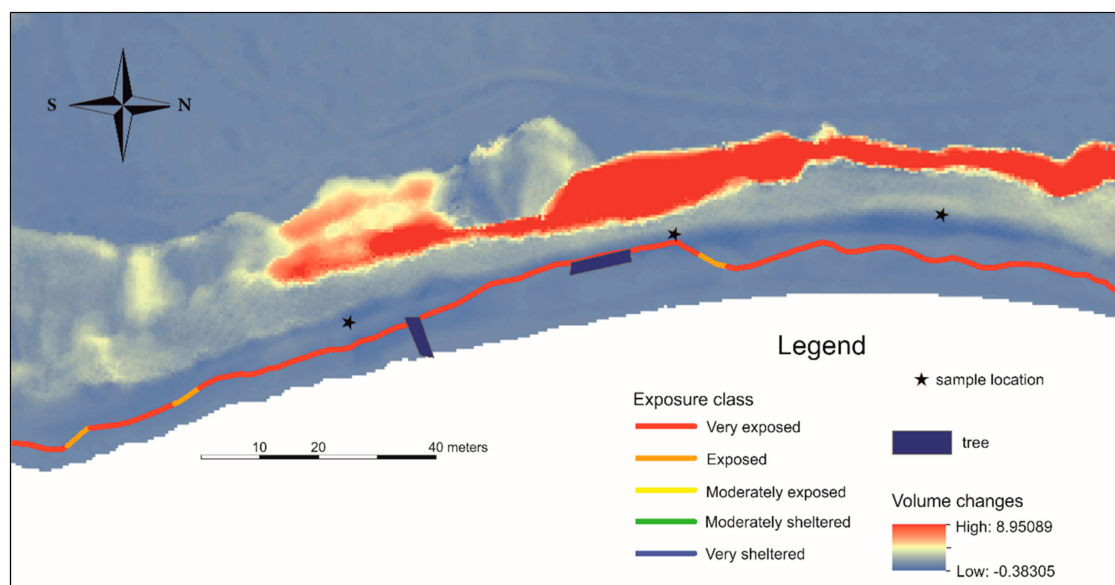 S N
Legend
sample location
Exposure class
Very exposed
tree
Exposed
Moderately exposed
Volume changes
Moderately sheltered
High: 8.95089
Very sheltered
Low: -0.38305
10 20 40 meters